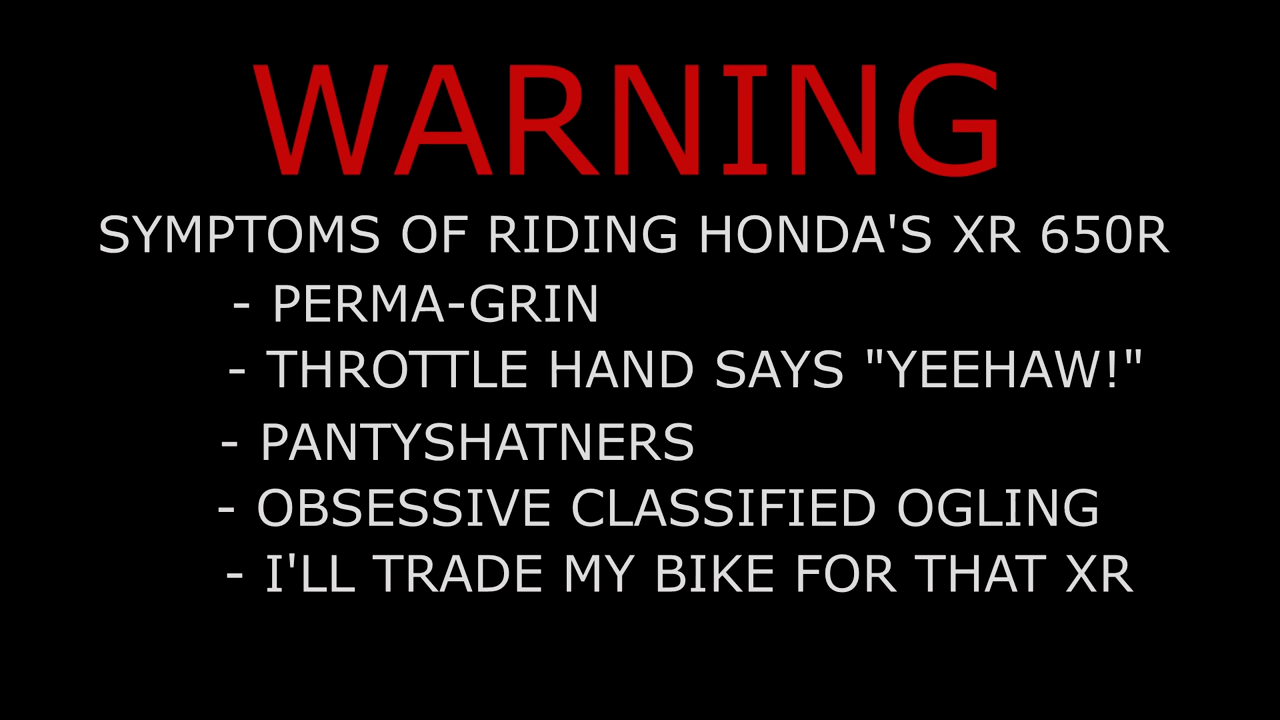 WARNING
SYMPTOMS OF RIDING HONDA'S XR 650R
- PERMA-GRIN
- THROTTLE HAND SAYS "YEEHAW!"
- PANTYSHATNERS
- OBSESSIVE CLASSIFIED OGLING
- I'LL TRADE MY BIKE FOR THAT XR